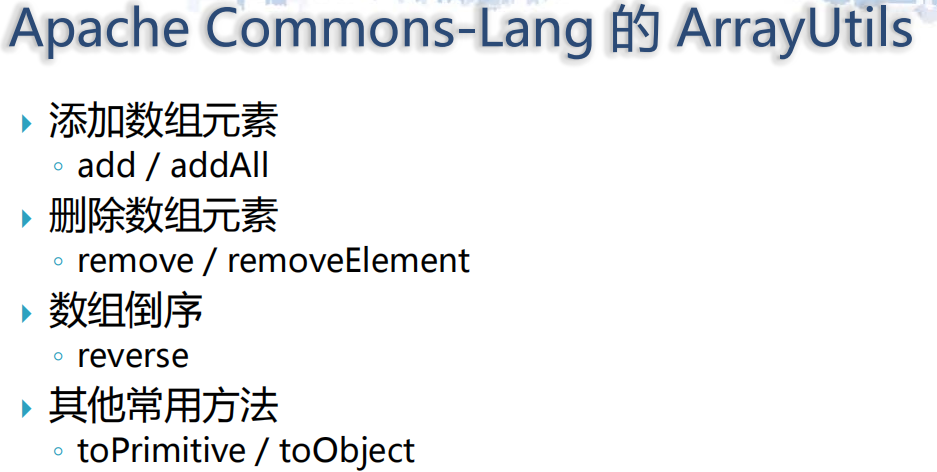 Apache Commons-Lang 的 ArrayUtils
添加数组元素
add / addAll
删除数组元素
remove / removeElement
数组倒序
reverse
其他常用方法
toPrimitive / toObject